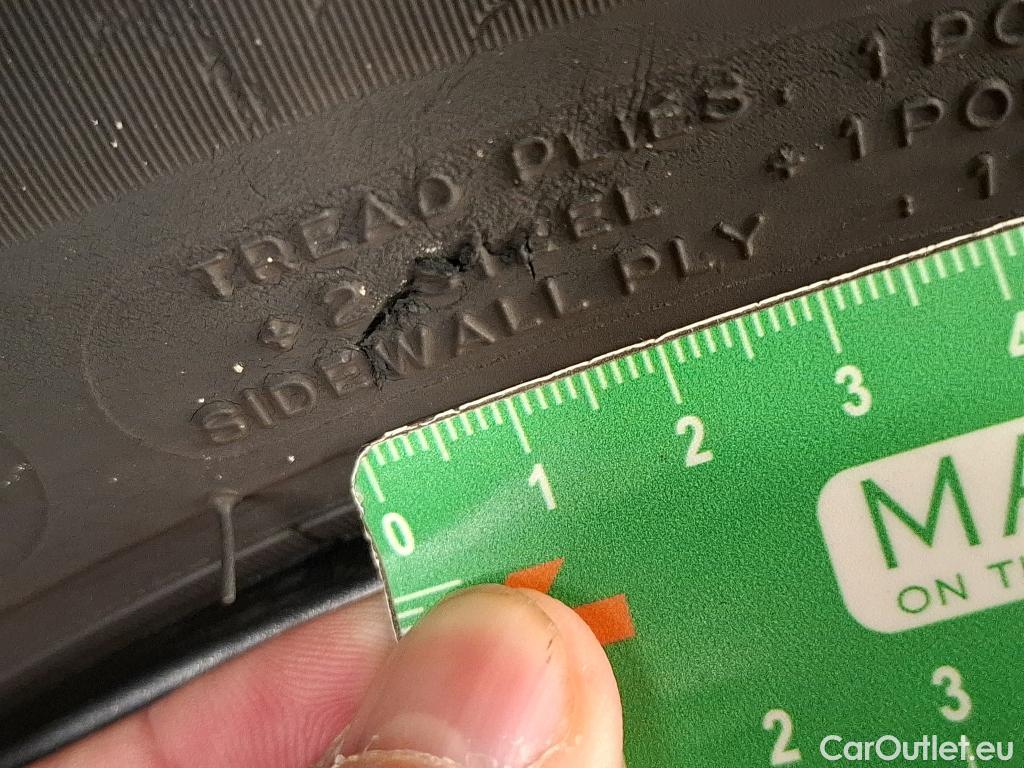 TREAD PLIES: 1 PO
+ 2 STEEL + 1 PO
SIDEWALL PLY : 1
0 1 2 3 4
MA
ON TH
2 3
CarOutlet.eu